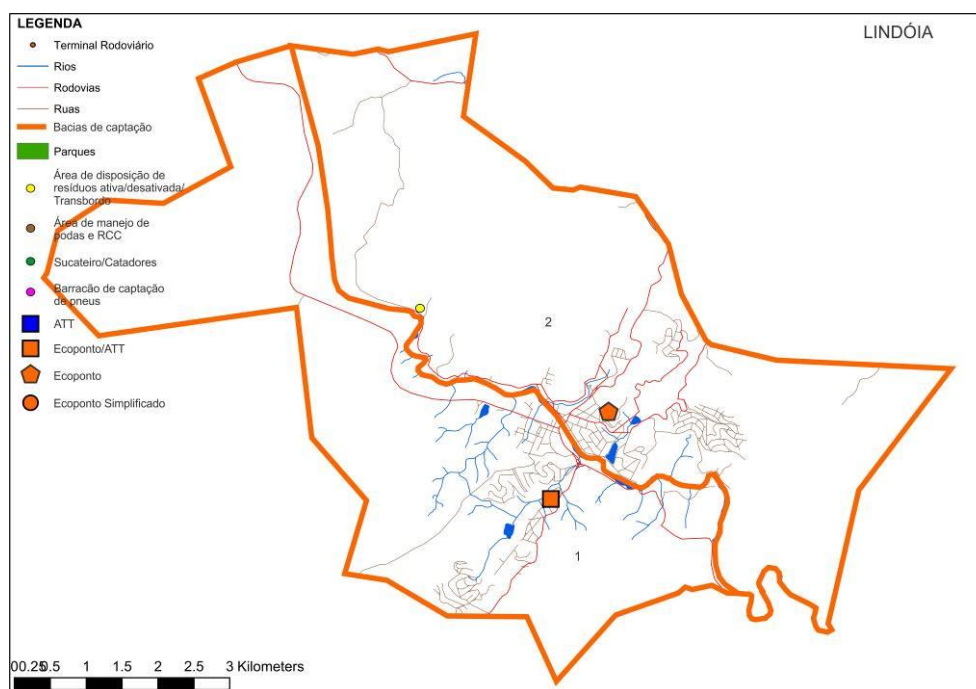 LEGENDA
LINDÓIA
Terminal Rodoviário
Rios
Rodovias
Ruas
Bacias de captação
Parques
Área de disposição de
resíduos ativa/desativada/
Transbordo
Área de manejo de
podas e RCC
Sucateiro/Catadores
Barracão de captação
de pneus
ATT
Ecoponto/ATT
Ecoponto
Ecoponto Simplificado
2
1
00.250.5 1 1.5 2 2.5 3 Kilometers